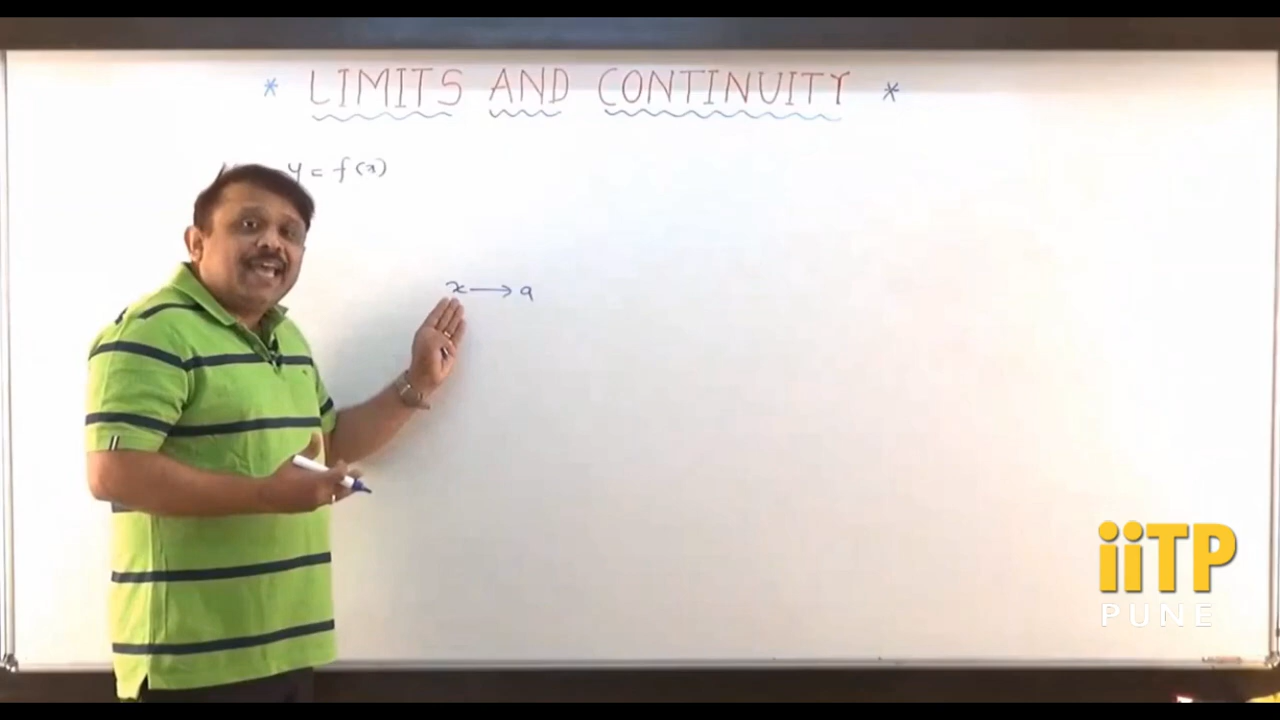 * LIMITS AND CONTINUITY *
y = f(x)
x → a
iiTP
PUNE